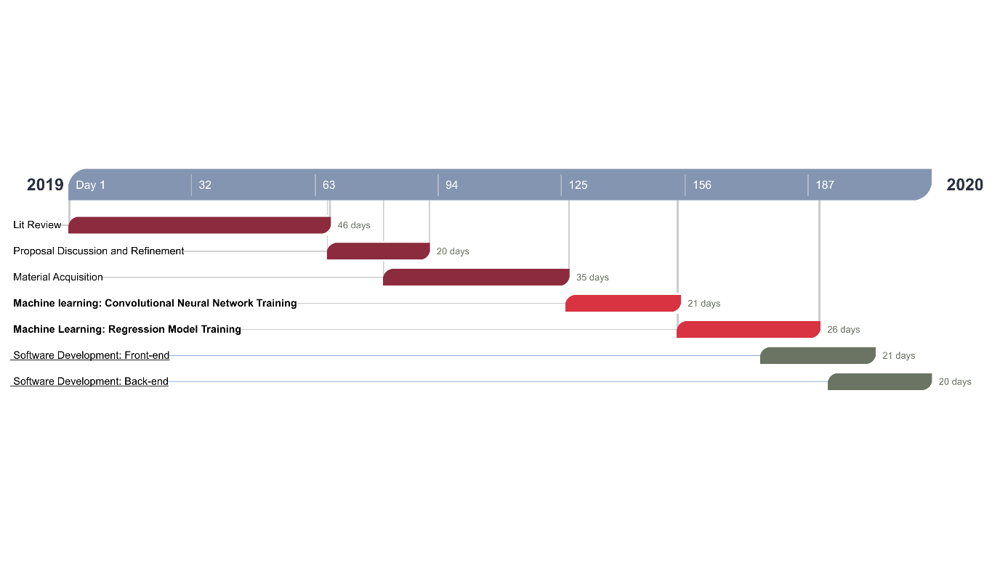 2019 Day 1 32 63 94 125 156 187 2020
Lit Review 46 days
Proposal Discussion and Refinement 20 days
Material Acquisition 35 days
Machine learning: Convolutional Neural Network Training 21 days
Machine Learning: Regression Model Training 26 days
Software Development: Front-end 21 days
Software Development: Back-end 20 days